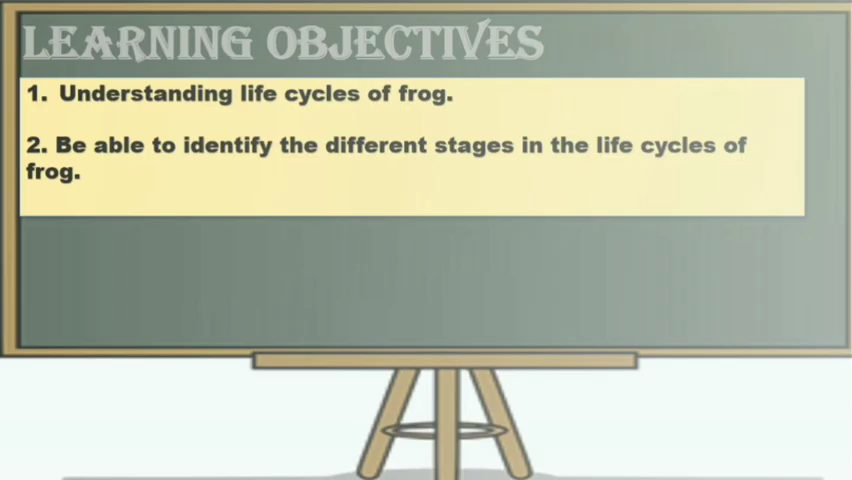 LEARNING OBJECTIVES
1. Understanding life cycles of frog.
2. Be able to identify the different stages in the life cycles of
frog.